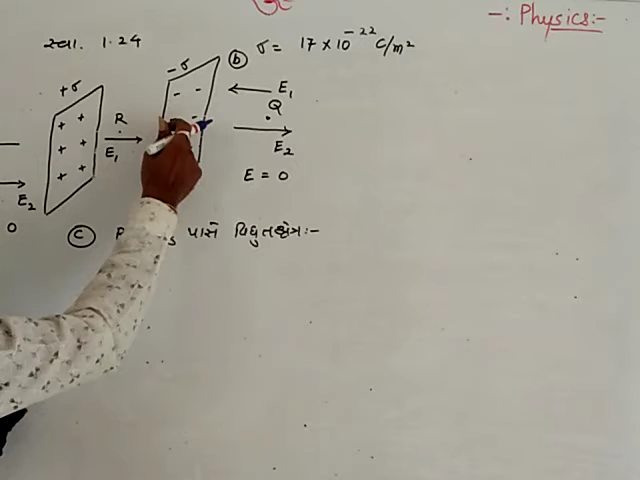 -: Physics:-
સ્વા. 1.24
σ = 17 × 10⁻²² C/m²
-σ
b
+σ
- -
E₁
R
Q
-
+ +
E₁
E₂
+ +
E₂
E = 0
+ +
0
c પાસે વિદ્યુતક્ષેત્ર:-